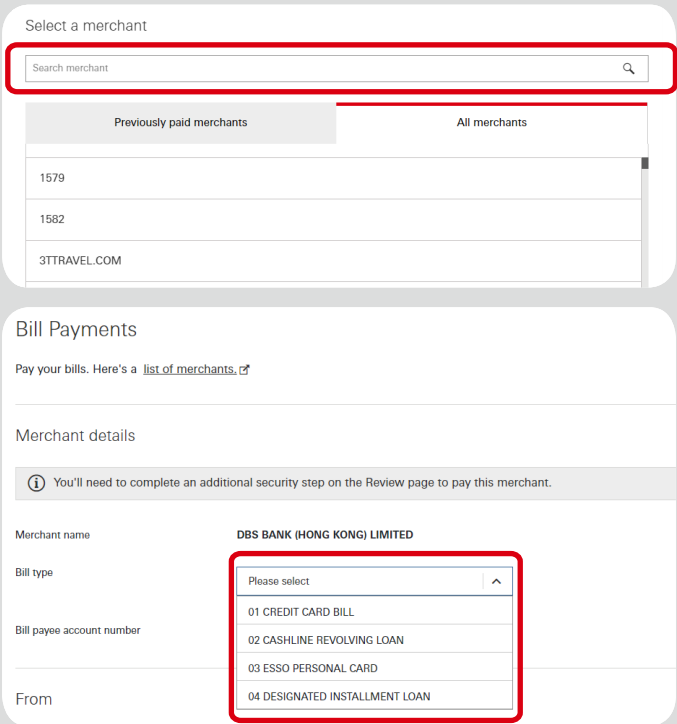 Select a merchant
Search merchant
Previously paid merchants
All merchants
1579
1582
3TTRAVEL.COM
Bill Payments
Pay your bills. Here's a list of merchants.
Merchant details
You'll need to complete an additional security step on the Review page to pay this merchant.
Merchant name
DBS BANK (HONG KONG) LIMITED
Bill type
Please select
01 CREDIT CARD BILL
02 CASHLINE REVOLVING LOAN
03 ESSO PERSONAL CARD
04 DESIGNATED INSTALLMENT LOAN
Bill payee account number
From